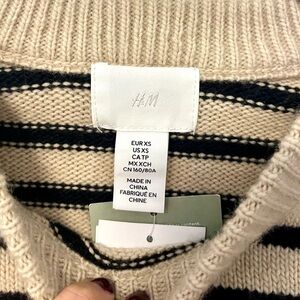 H&M
EUR XS
US XS
CA TP
MX XCH
CN 160/80A
MADE IN
CHINA
FABRIQUÉ EN
CHINE